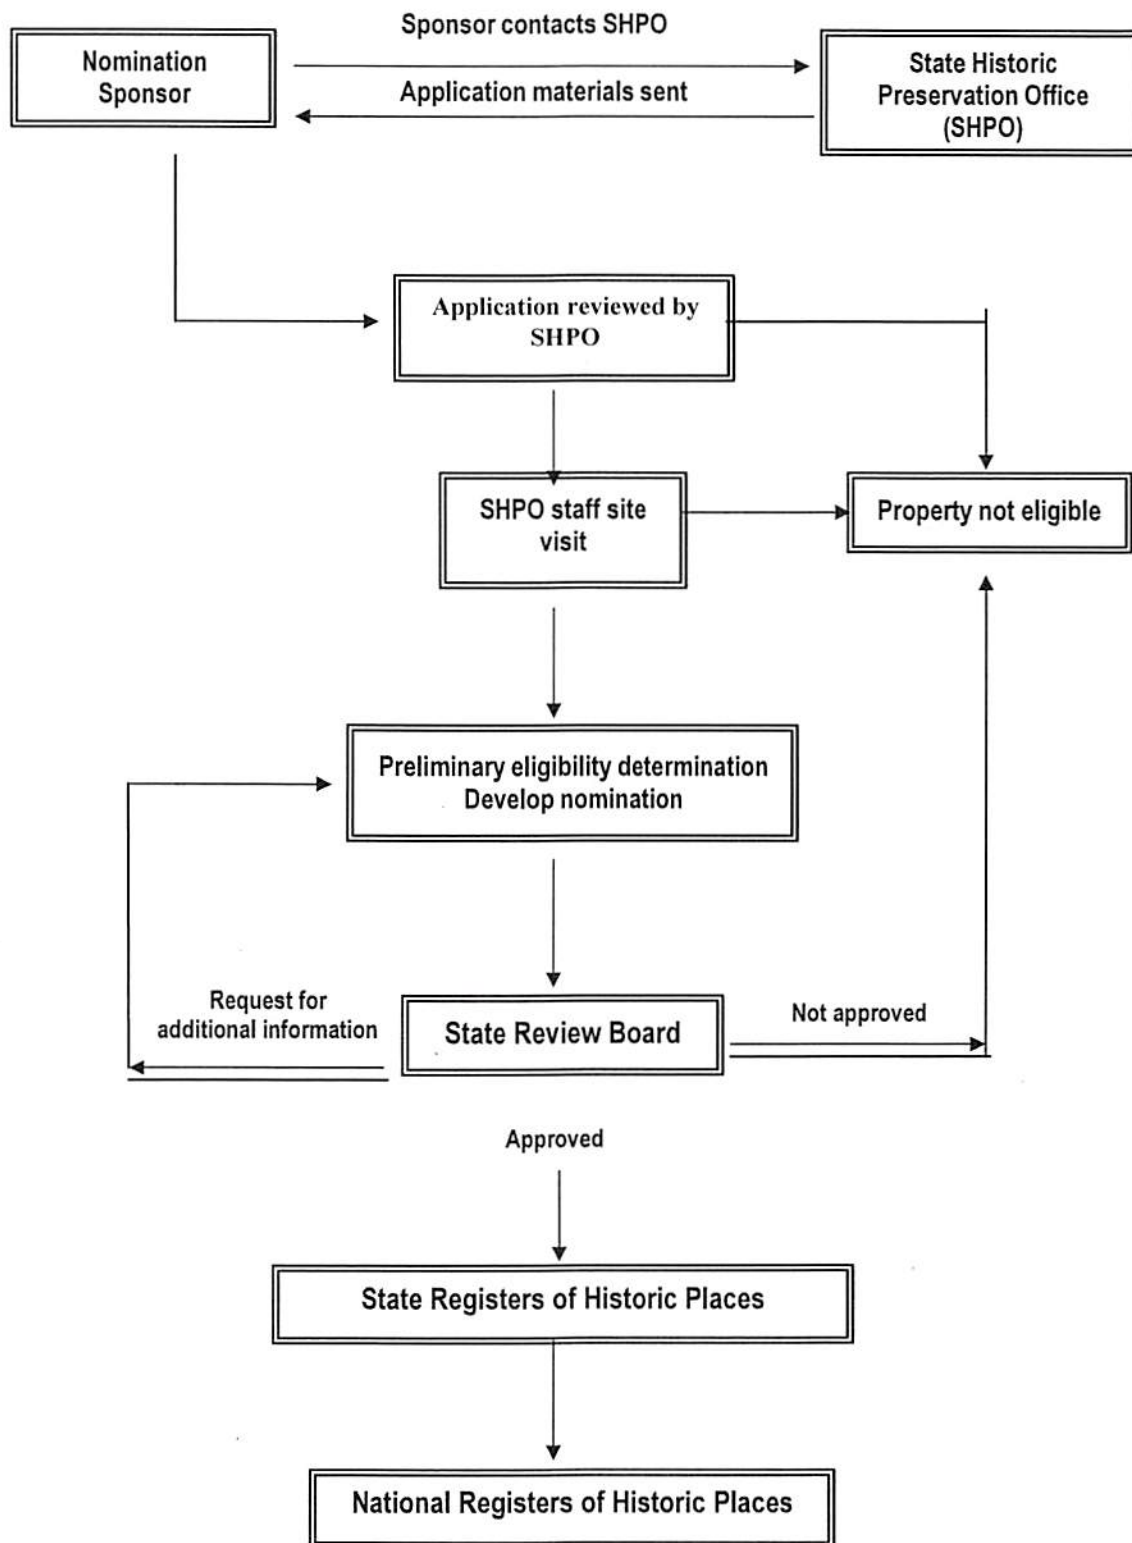 Sponsor contacts SHPO
Nomination
Sponsor
Application materials sent
State Historic
Preservation Office
(SHPO)
Application reviewed by
SHPO
SHPO staff site
visit
Property not eligible
Preliminary eligibility determination
Develop nomination
Request for
additional information
State Review Board
Not approved
Approved
State Registers of Historic Places
National Registers of Historic Places